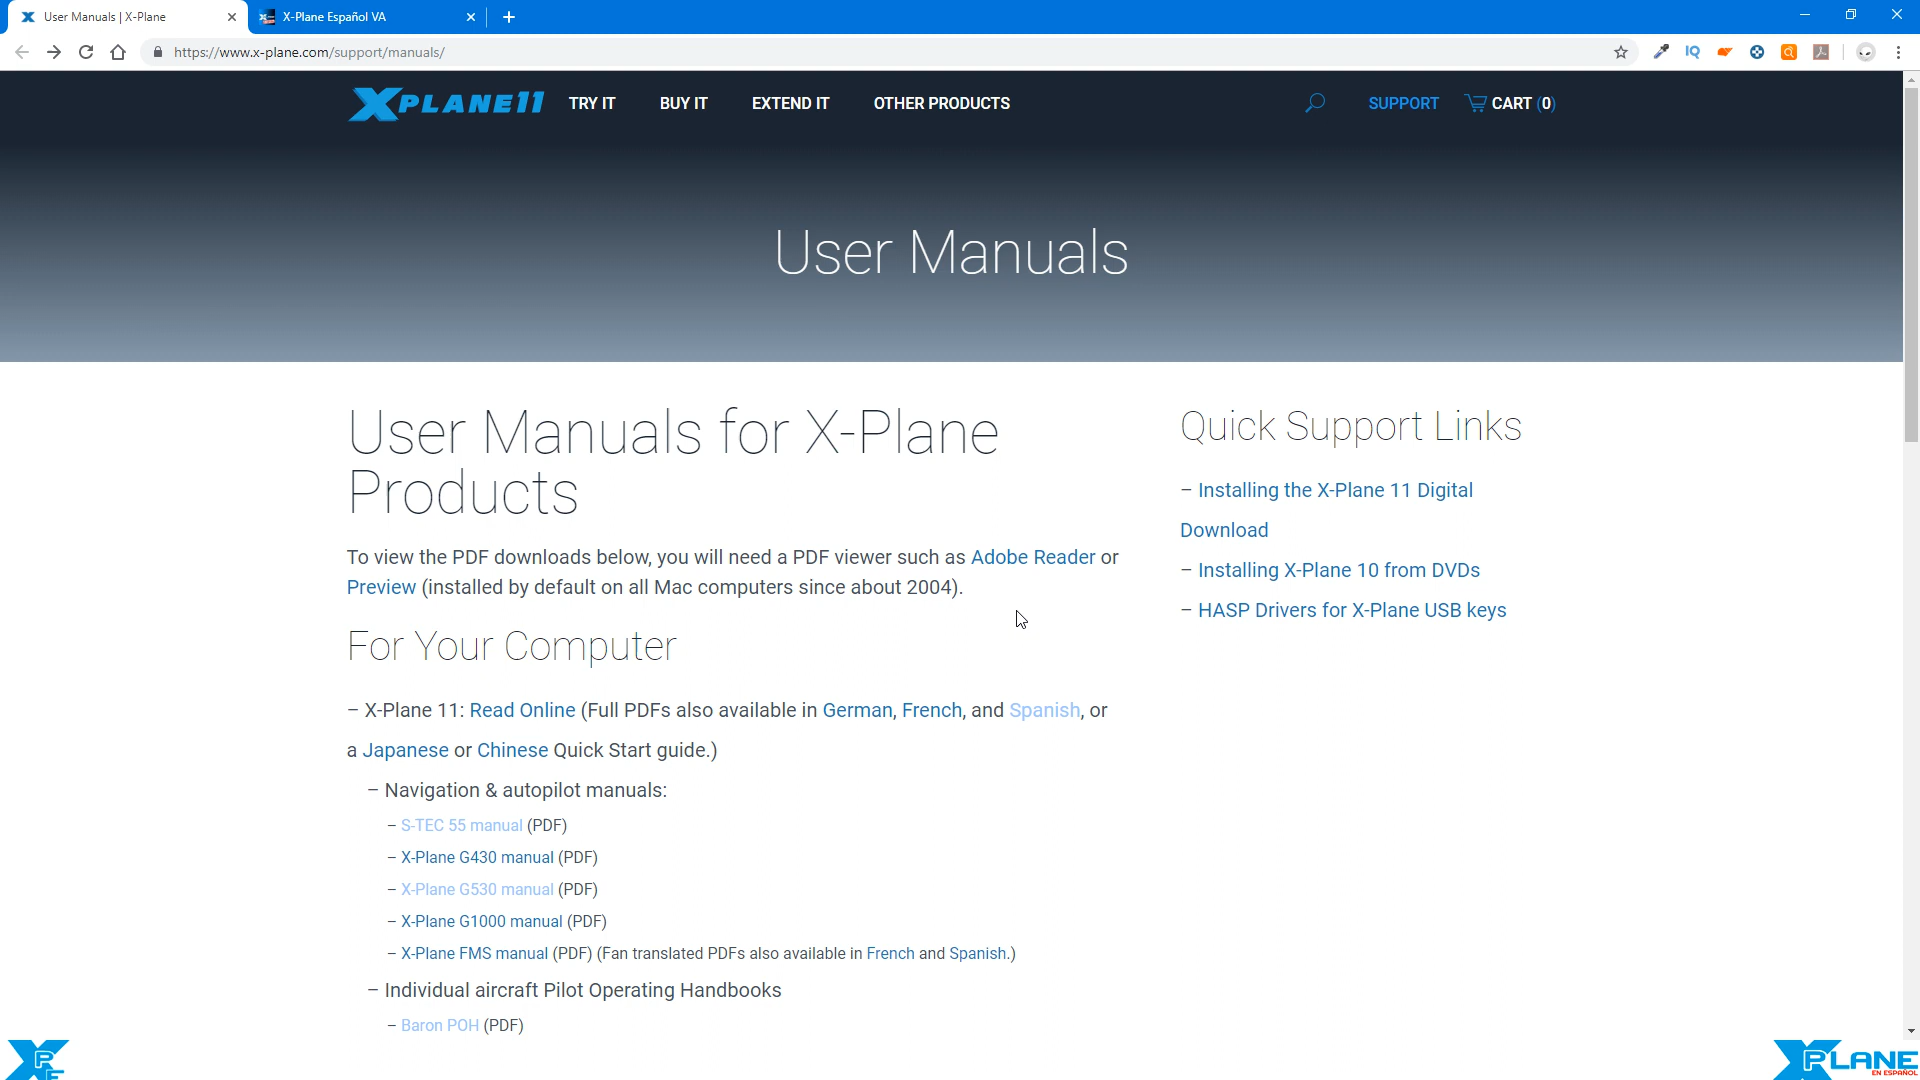 User Manuals | X-Plane
X-Plane Español VA
https://www.x-plane.com/support/manuals/
IQ
XPLANE11
TRY IT
BUY IT
EXTEND IT
OTHER PRODUCTS
SUPPORT
CART (0)
User Manuals
User Manuals for X-Plane
Products
To view the PDF downloads below, you will need a PDF viewer such as Adobe Reader or
Preview (installed by default on all Mac computers since about 2004).
For Your Computer
– X-Plane 11: Read Online (Full PDFs also available in German, French, and Spanish, or
a Japanese or Chinese Quick Start guide.)
– Navigation & autopilot manuals:
– S-TEC 55 manual (PDF)
– X-Plane G430 manual (PDF)
– X-Plane G530 manual (PDF)
– X-Plane G1000 manual (PDF)
– X-Plane FMS manual (PDF) (Fan translated PDFs also available in French and Spanish.)
– Individual aircraft Pilot Operating Handbooks
– Baron POH (PDF)
Quick Support Links
– Installing the X-Plane 11 Digital
Download
– Installing X-Plane 10 from DVDs
– HASP Drivers for X-Plane USB keys
XPE
XPLANE
EN ESPAÑOL